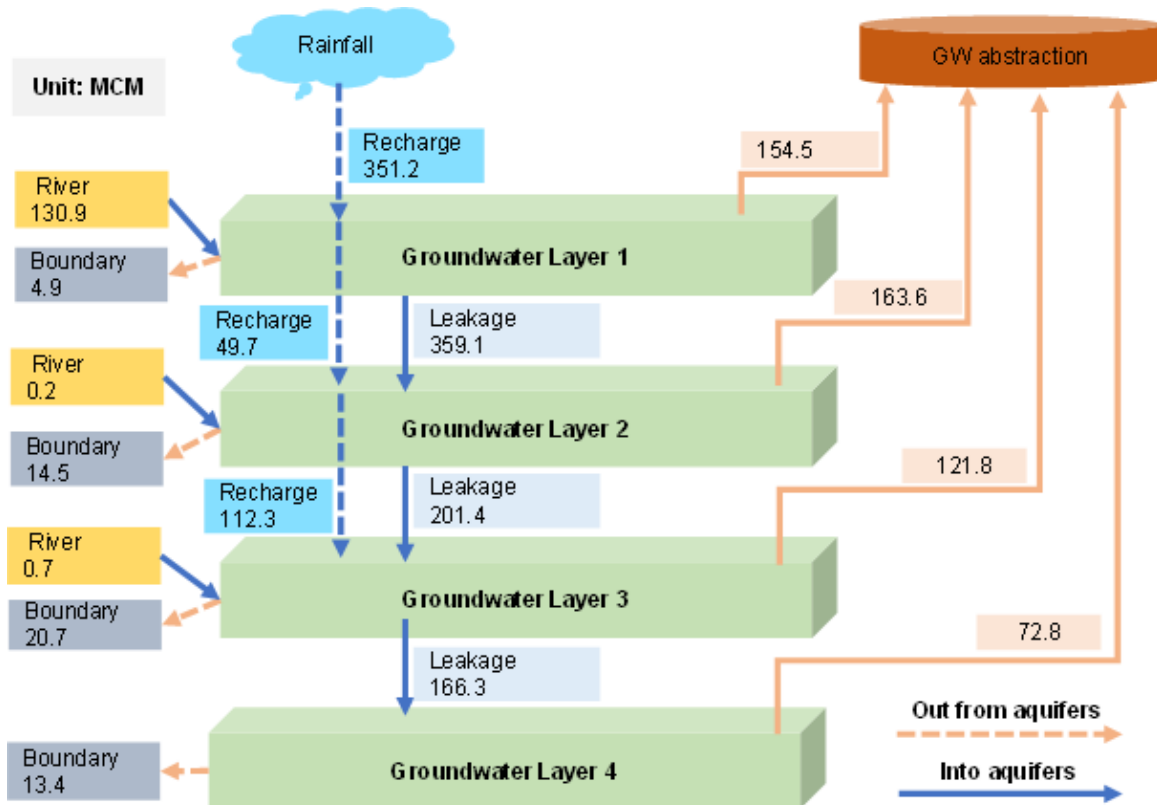 Rainfall
GW abstraction
Unit: MCM
Recharge
351.2
154.5
River
130.9
Boundary
4.9
Groundwater Layer 1
163.6
Recharge
49.7
Leakage
359.1
River
0.2
Boundary
14.5
Groundwater Layer 2
121.8
Recharge
112.3
Leakage
201.4
River
0.7
Boundary
20.7
Groundwater Layer 3
72.8
Leakage
166.3
Out from aquifers
Boundary
13.4
Groundwater Layer 4
Into aquifers